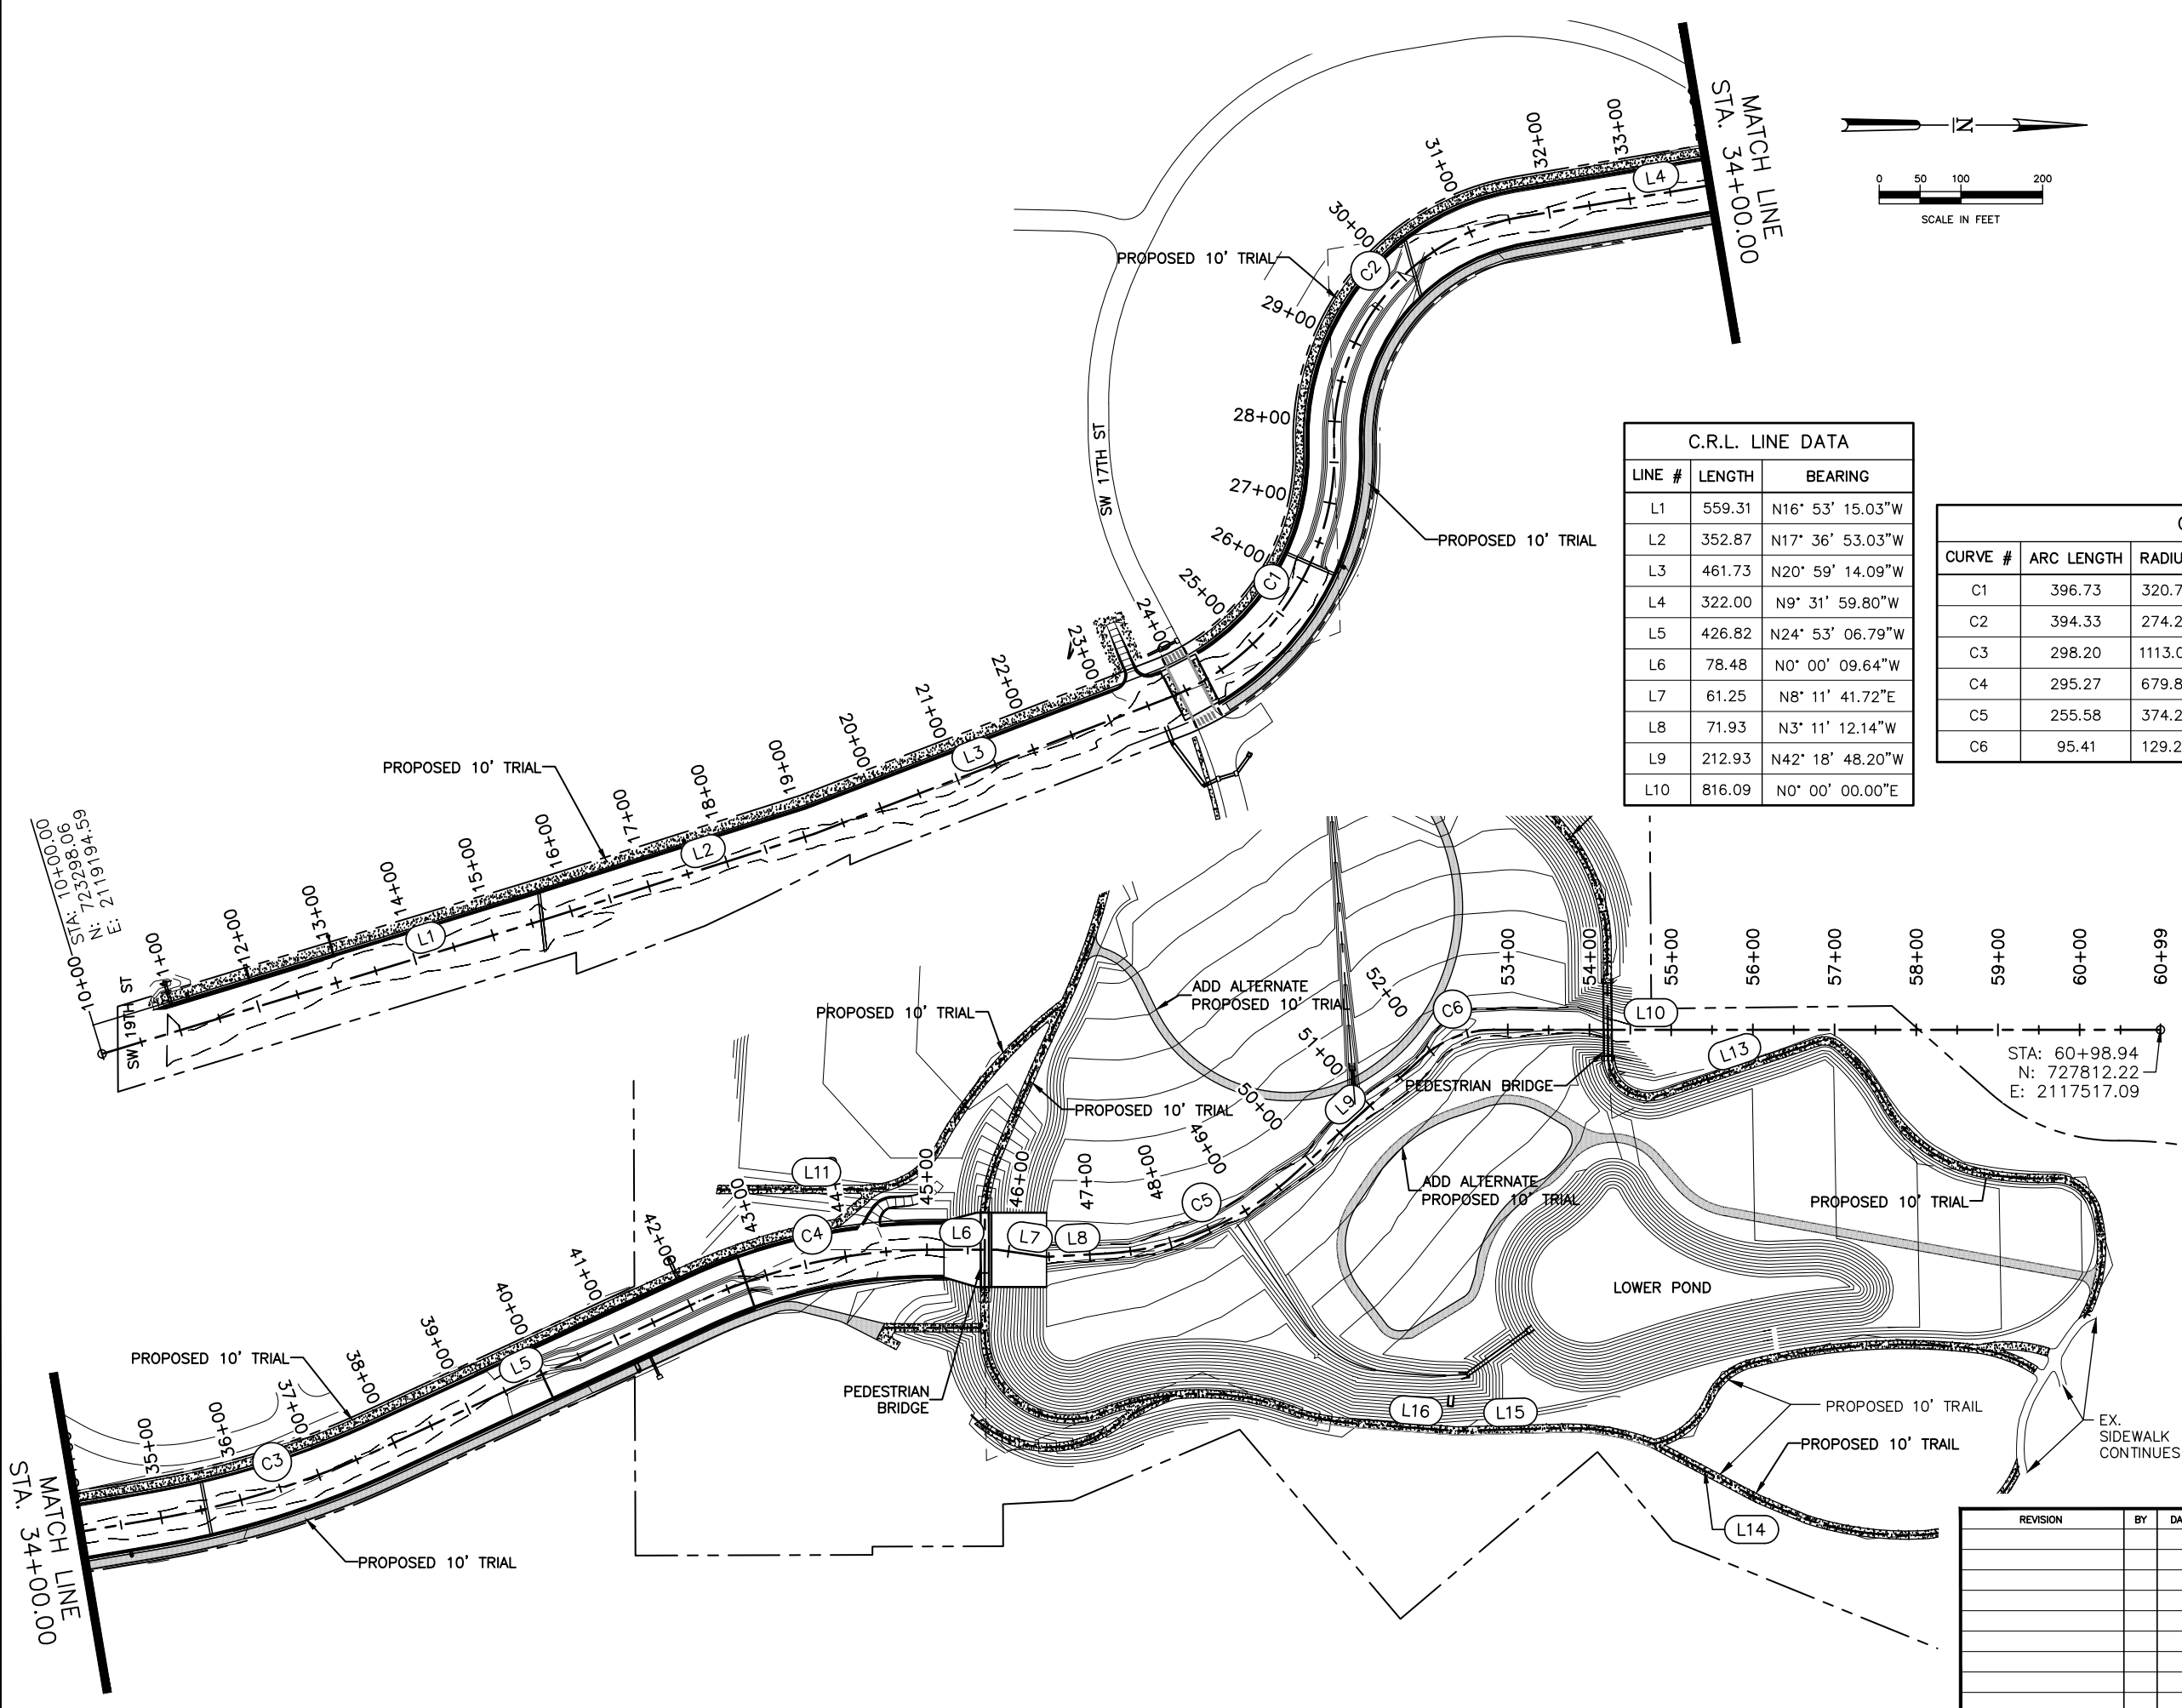 MATCH LINE
STA. 34+00.00
N
0 50 100 200
SCALE IN FEET
33+00
32+00
31+00
30+00
29+00
28+00
27+00
26+00
25+00
24+00
23+00
22+00
21+00
20+00
19+00
18+00
17+00
16+00
15+00
14+00
13+00
12+00
11+00
10+00
L4
C2
C1
L3
L2
L1
PROPOSED 10' TRIAL
PROPOSED 10' TRIAL
PROPOSED 10' TRIAL
SW 17TH ST
SW 19TH ST
STA: 10+00.00
N: 7232298.06
E: 2119194.59
C.R.L. LINE DATA
LINE # LENGTH BEARING
L1 559.31 N16° 53' 15.03"W
L2 352.87 N17° 36' 53.03"W
L3 461.73 N20° 59' 14.09"W
L4 322.00 N9° 31' 59.80"W
L5 426.82 N24° 53' 06.79"W
L6 78.48 N0° 00' 09.64"W
L7 61.25 N8° 11' 41.72"E
L8 71.93 N3° 11' 12.14"W
L9 212.93 N42° 18' 48.20"W
L10 816.09 N0° 00' 00.00"E
CURVE # ARC LENGTH
C1 396.73 320.7
C2 394.33 274.2
C3 298.20 1113.0
C4 295.27 679.8
C5 255.58 374.2
C6 95.41 129.2
MATCH LINE
STA. 34+00.00
35+00
36+00
37+00
38+00
39+00
40+00
41+00
42+00
43+00
45+00
46+00
47+00
48+00
49+00
50+00
51+00
52+00
53+00
54+00
55+00
56+00
57+00
58+00
59+00
60+00
60+99
C3
L5
C4
L11
L6
L7
L8
C5
L9
C6
L10
L13
L16
L15
L14
PROPOSED 10' TRIAL
PROPOSED 10' TRIAL
PROPOSED 10' TRIAL
PROPOSED 10' TRIAL
ADD ALTERNATE
PROPOSED 10' TRIAL
ADD ALTERNATE
PROPOSED 10' TRIAL
PEDESTRIAN BRIDGE
PEDESTRIAN
BRIDGE
STA: 60+98.94
N: 727812.22
E: 2117517.09
PROPOSED 10' TRIAL
LOWER POND
PROPOSED 10' TRAIL
PROPOSED 10' TRAIL
EX.
SIDEWALK
CONTINUES
REVISION BY